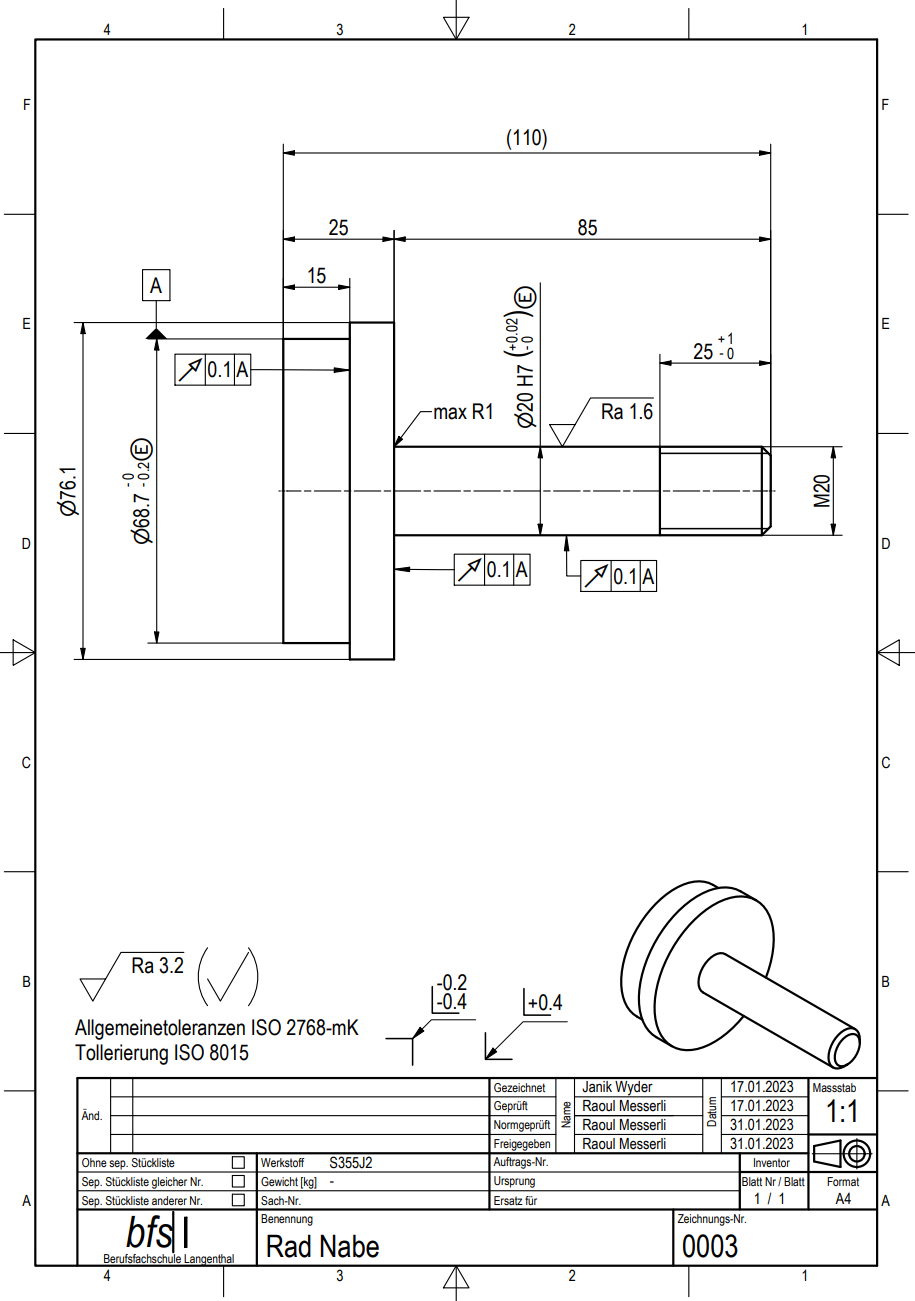 4 3 2 1
F F
(110)
25 85
15
A
E E
0.1 A
Ø20 H7 (+0.02 -0) E
25 +1 -0
max R1
Ra 1.6
Ø76.1
Ø68.7 -0 -0.2 E
M20
D D
0.1 A
0.1 A
C C
B B
Ra 3.2
-0.2
-0.4
+0.4
Allgemeinetoleranzen ISO 2768-mK
Tollerierung ISO 8015
Änd.
Gezeichnet Name Janik Wyder Datum 17.01.2023
Geprüft Raoul Messerli 17.01.2023
Normgeprüft Raoul Messerli 31.01.2023
Freigegeben Raoul Messerli 31.01.2023
Massstab
1:1
Ohne sep. Stückliste
Sep. Stückliste gleicher Nr.
Sep. Stückliste anderer Nr.
Werkstoff S355J2
Gewicht [kg] -
Sach-Nr.
Auftrags-Nr.
Ursprung
Ersatz für
Inventor
Blatt Nr / Blatt
1 / 1
Format
A4
A A
bfsl
Berufsfachschule Langenthal
Benennung
Rad Nabe
Zeichnungs-Nr.
0003
4 3 2 1